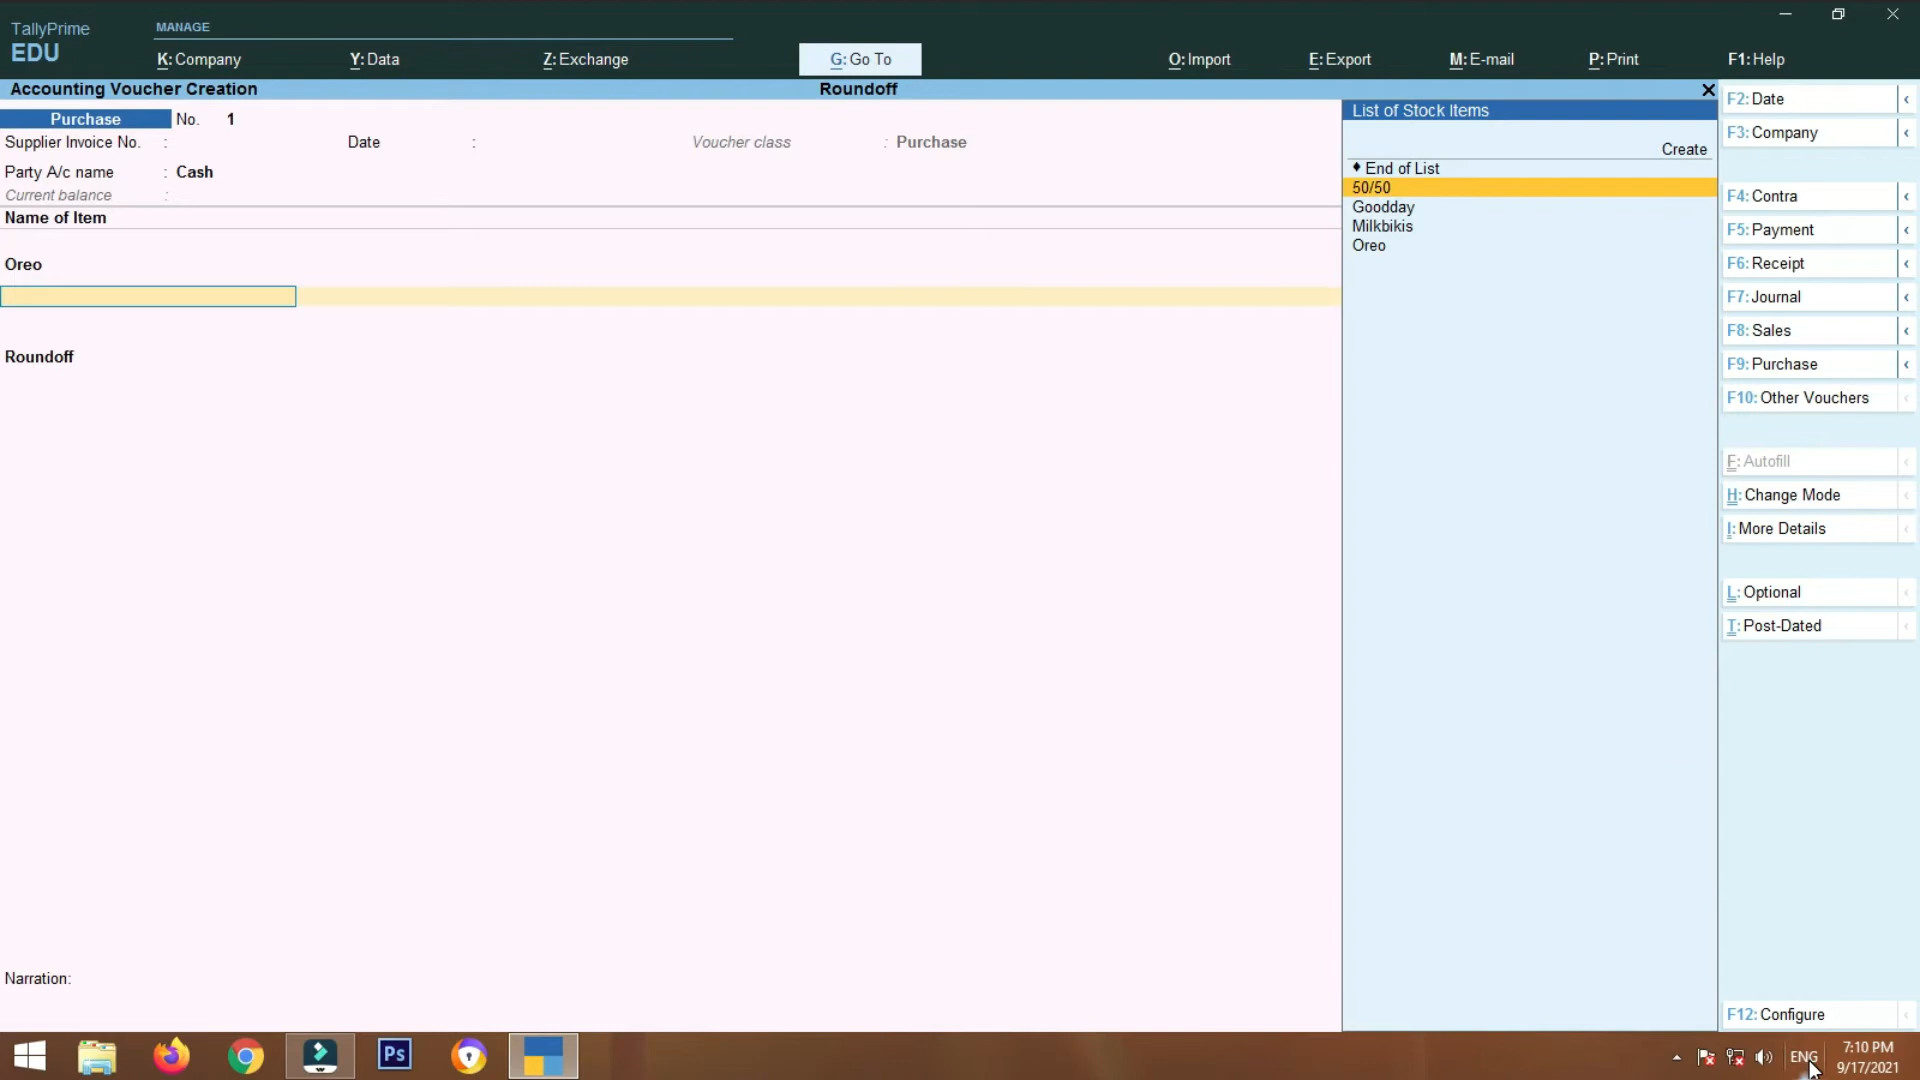 TallyPrime
EDU
MANAGE
K: Company
Y: Data
Z: Exchange
G: Go To
O: Import
E: Export
M: E-mail
P: Print
F1: Help
Accounting Voucher Creation
Roundoff
Purchase No. 1
Supplier Invoice No. :
Date :
Voucher class : Purchase
Party A/c name : Cash
Current balance :
Name of Item
Oreo
Roundoff
Narration:
List of Stock Items
Create
♦ End of List
50/50
Goodday
Milkbikis
Oreo
F2: Date
F3: Company
F4: Contra
F5: Payment
F6: Receipt
F7: Journal
F8: Sales
F9: Purchase
F10: Other Vouchers
F: Autofill
H: Change Mode
I: More Details
L: Optional
T: Post-Dated
F12: Configure
Ps
ENG
7:10 PM
9/17/2021